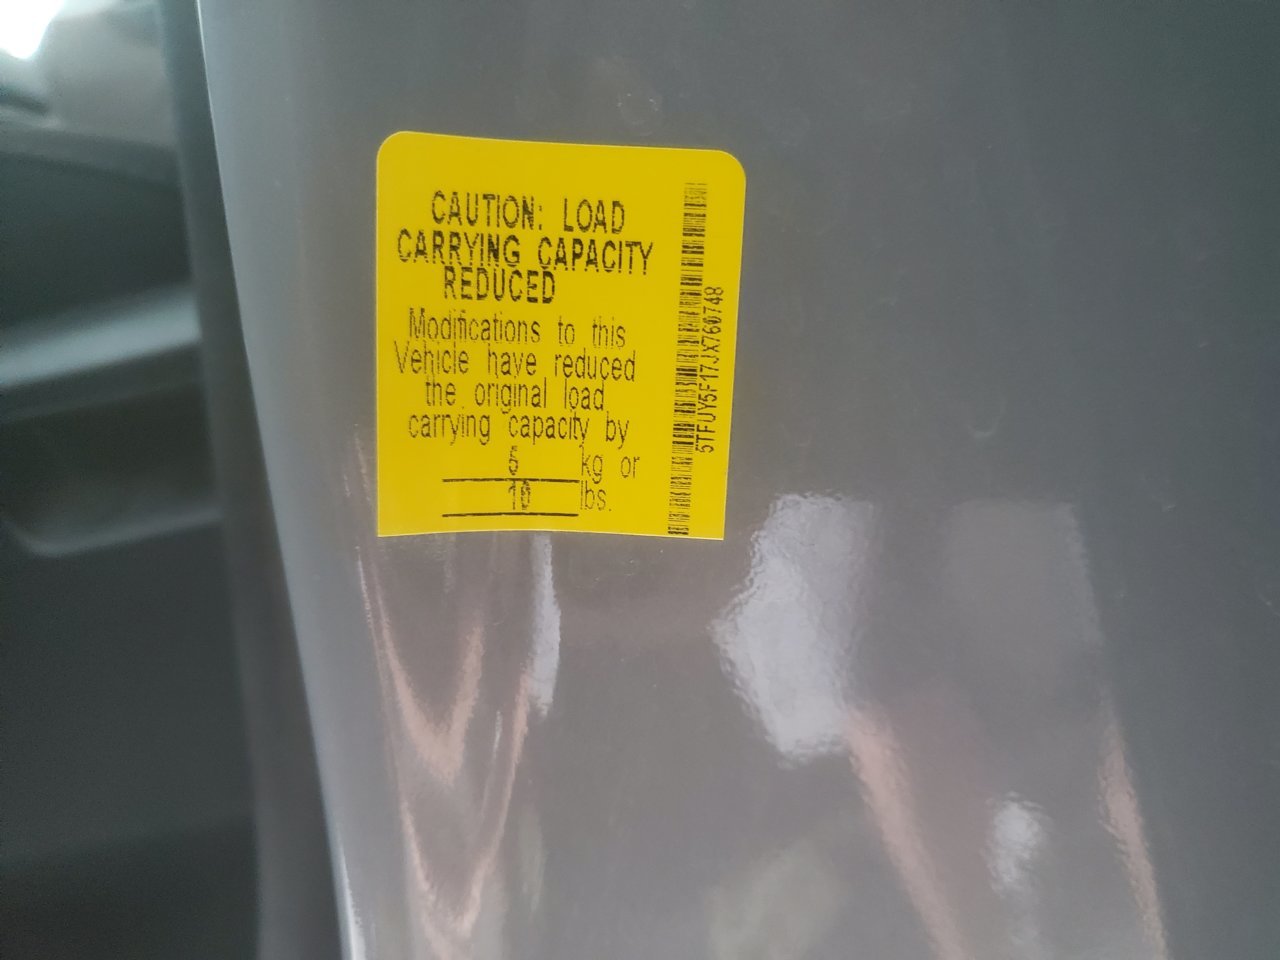 CAUTION: LOAD
CARRYING CAPACITY
REDUCED
Modifications to this
Vehicle have reduced
the original load
carrying capacity by
5 kg or
10 lbs.
5TFUY5F17JX760748